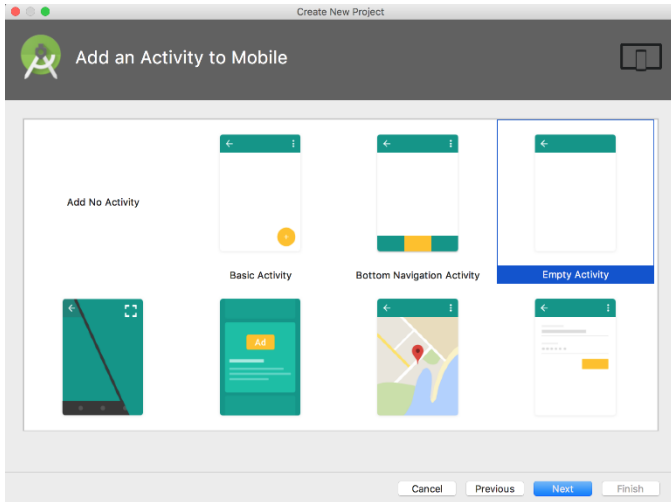 Create New Project
Add an Activity to Mobile
Add No Activity
Basic Activity
Bottom Navigation Activity
Empty Activity
Ad
Cancel
Previous
Next
Finish